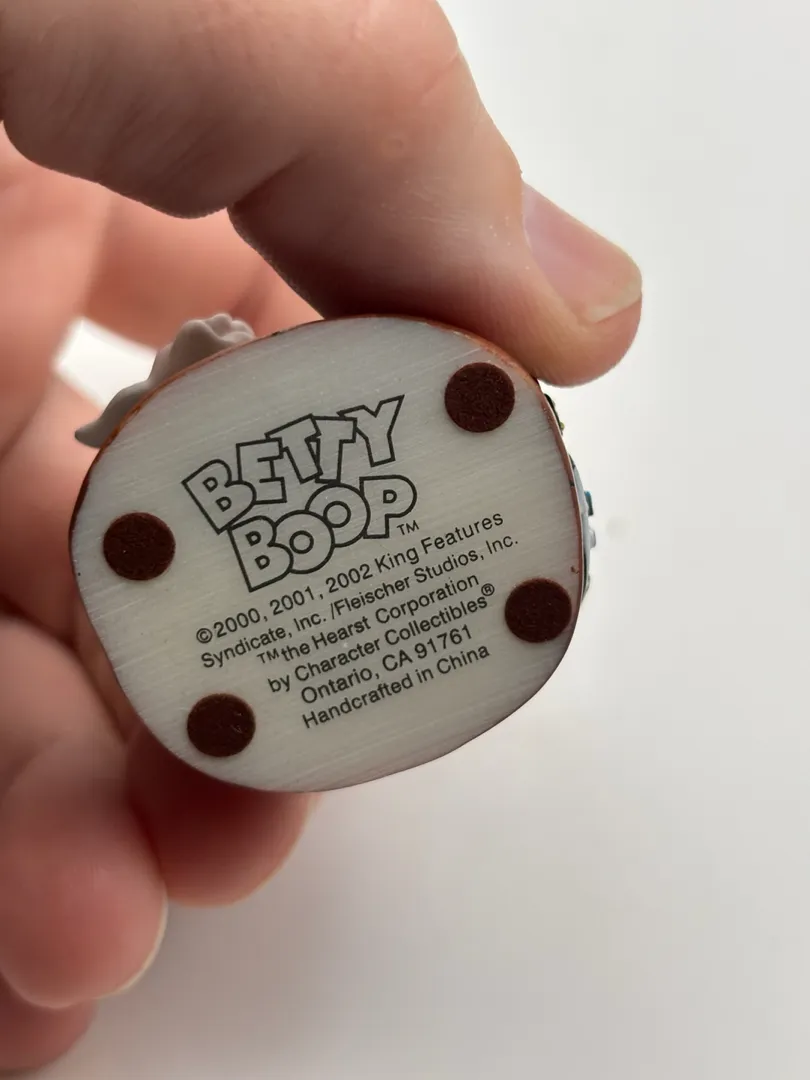 BETTY
BOOP™
©2000, 2001, 2002 King Features
Syndicate, Inc. /Fleischer Studios, Inc.
™the Hearst Corporation
by Character Collectibles®
Ontario, CA 91761
Handcrafted in China